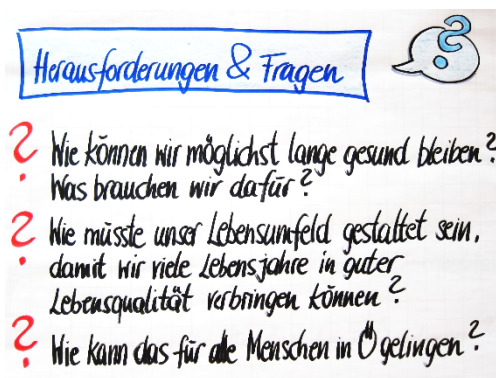 Herausforderungen & Fragen
?
? Wie können wir möglichst lange gesund bleiben?
Was brauchen wir dafür?
? Wie müsste unser Lebensumfeld gestaltet sein,
damit wir viele Lebensjahre in guter
Lebensqualität verbringen können?
? Wie kann das für alle Menschen in Ö gelingen?